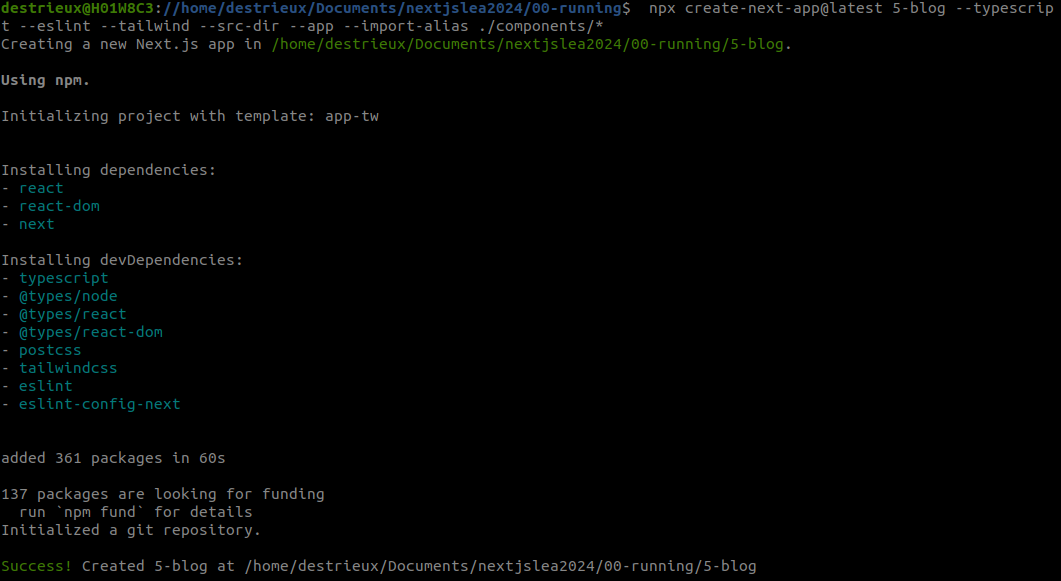 destrieux@H01W8C3://home/destrieux/Documents/nextjslea2024/00-running$  npx create-next-app@latest 5-blog --typescrip
t --eslint --tailwind --src-dir --app --import-alias ./components/*
Creating a new Next.js app in /home/destrieux/Documents/nextjslea2024/00-running/5-blog.
Using npm.
Initializing project with template: app-tw
Installing dependencies:
- react
- react-dom
- next
Installing devDependencies:
- typescript
- @types/node
- @types/react
- @types/react-dom
- postcss
- tailwindcss
- eslint
- eslint-config-next
added 361 packages in 60s
137 packages are looking for funding
  run `npm fund` for details
Initialized a git repository.
Success! Created 5-blog at /home/destrieux/Documents/nextjslea2024/00-running/5-blog